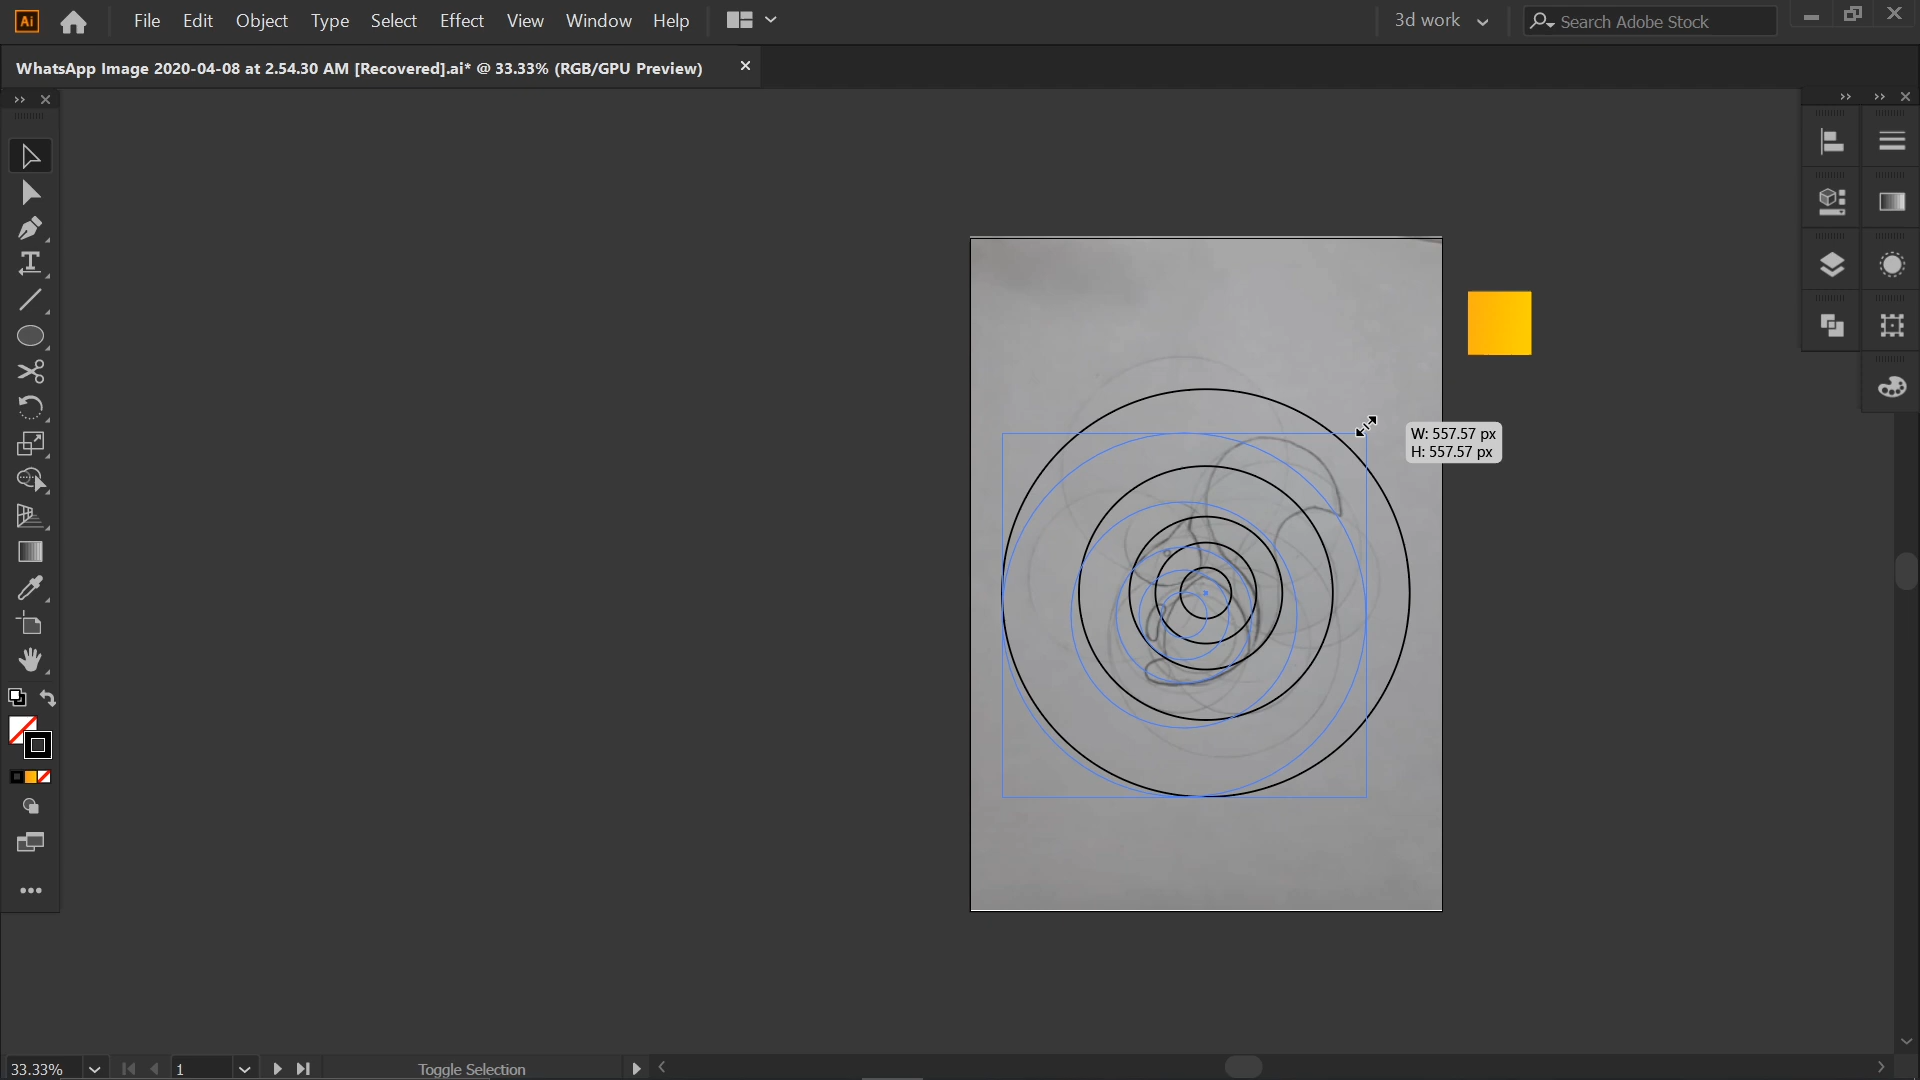 Ai File Edit Object Type Select Effect View Window Help 3d work Search Adobe Stock
WhatsApp Image 2020-04-08 at 2.54.30 AM [Recovered].ai* @ 33.33% (RGB/GPU Preview)
W: 557.57 px
H: 557.57 px
33.33% 1 Toggle Selection